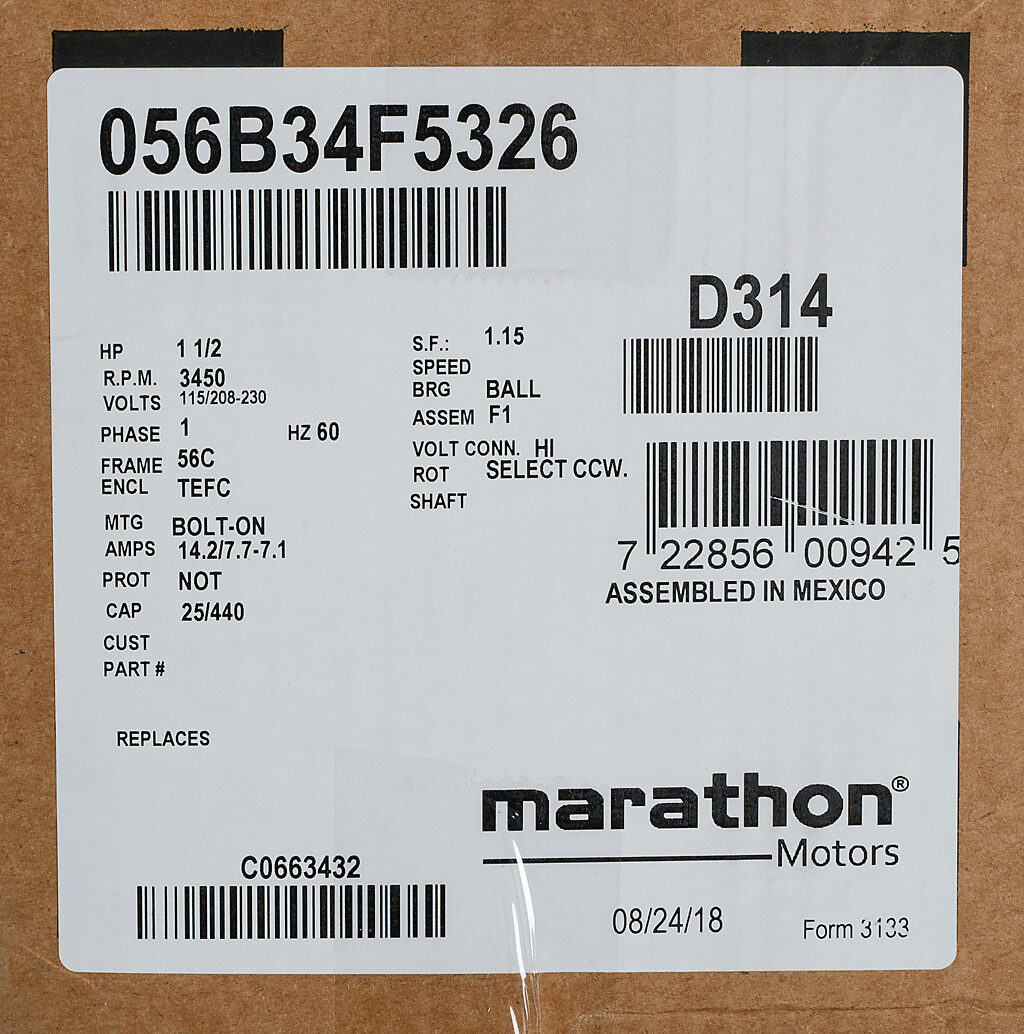 056B34F5326
D314
HP 1 1/2
R.P.M. 3450
VOLTS 115/208-230
PHASE 1 HZ 60
FRAME 56C
ENCL TEFC
MTG BOLT-ON
AMPS 14.2/7.7-7.1
PROT NOT
CAP 25/440
CUST
PART #
REPLACES
S.F.: 1.15
SPEED
BRG BALL
ASSEM F1
VOLT CONN. HI
ROT SELECT CCW.
SHAFT
7 22856 00942 5
ASSEMBLED IN MEXICO
marathon®
Motors
C0663432
08/24/18 Form 3133